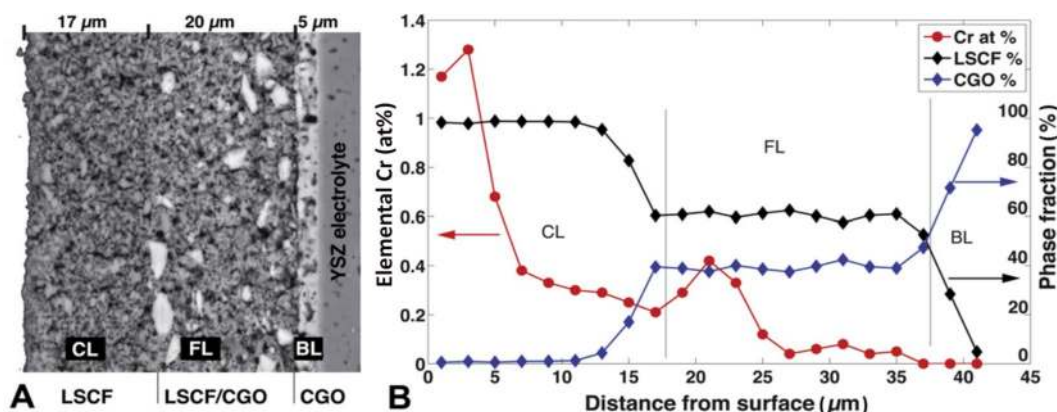 17 µm
20 µm
5 µm
YSZ electrolyte
CL
FL
BL
A
LSCF
LSCF/CGO
CGO
Cr at %
LSCF %
CGO %
1.4
1.2
1
0.8
0.6
0.4
0.2
0
Elemental Cr (at%)
CL
FL
BL
100
80
60
40
20
0
Phase fraction (%)
0 5 10 15 20 25 30 35 40 45
B
Distance from surface (µm)